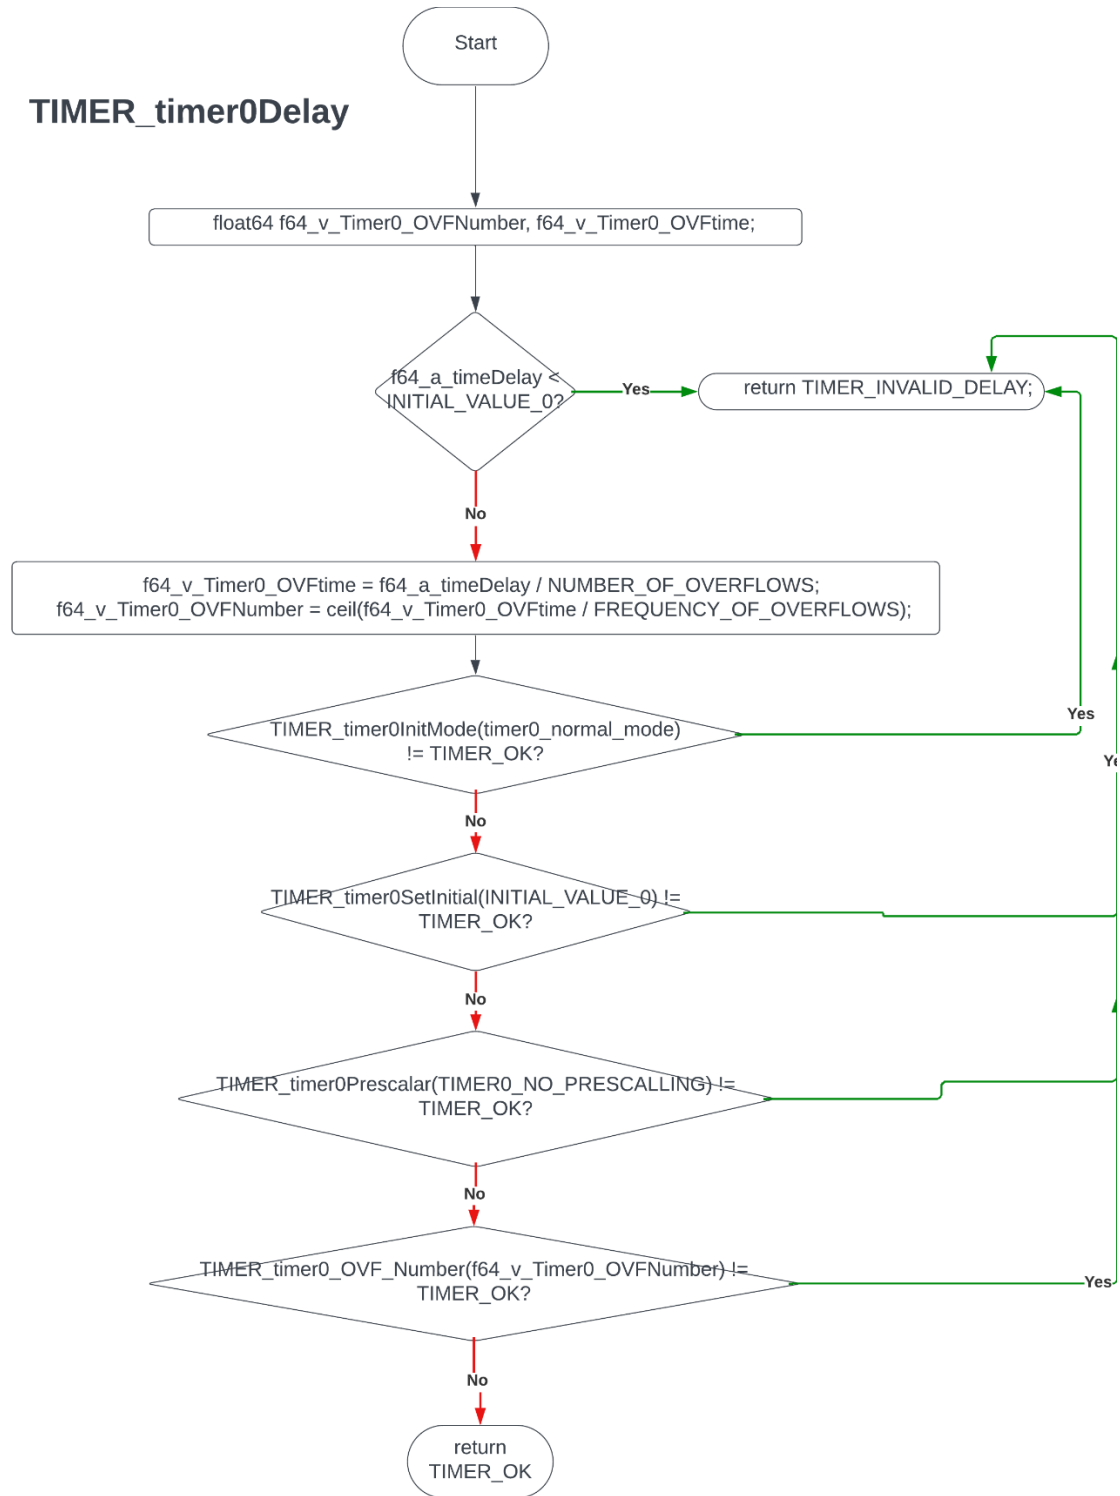 Start
TIMER_timer0Delay
float64 f64_v_Timer0_OVFNumber, f64_v_Timer0_OVFtime;
f64_a_timeDelay <
INITIAL_VALUE_0?
Yes
return TIMER_INVALID_DELAY;
No
f64_v_Timer0_OVFtime = f64_a_timeDelay / NUMBER_OF_OVERFLOWS;
f64_v_Timer0_OVFNumber = ceil(f64_v_Timer0_OVFtime / FREQUENCY_OF_OVERFLOWS);
TIMER_timer0InitMode(timer0_normal_mode)
!= TIMER_OK?
Yes
No
TIMER_timer0SetInitial(INITIAL_VALUE_0) !=
TIMER_OK?
No
TIMER_timer0Prescalar(TIMER0_NO_PRESCALLING) !=
TIMER_OK?
No
TIMER_timer0_OVF_Number(f64_v_Timer0_OVFNumber) !=
TIMER_OK?
Yes
No
return
TIMER_OK